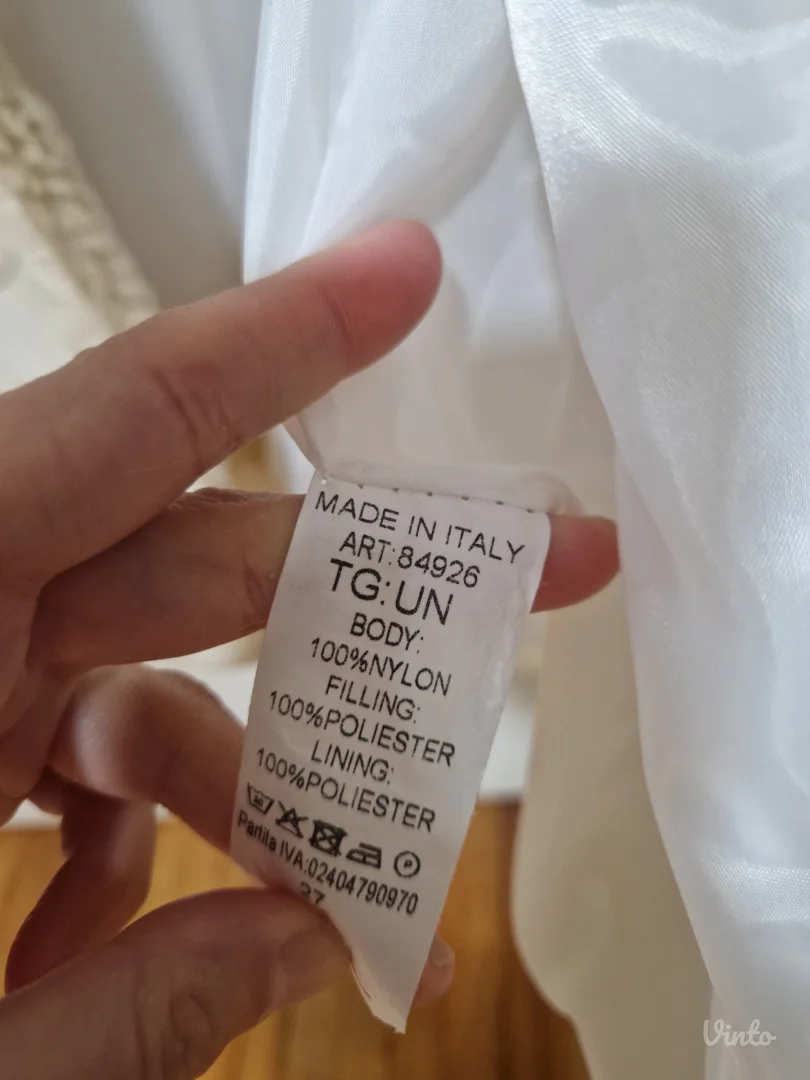 MADE IN ITALY
ART:84926
TG:UN
BODY:
100%NYLON
FILLING:
100%POLIESTER
LINING:
100%POLIESTER
P
Partita IVA:02404790970
27
Vinto